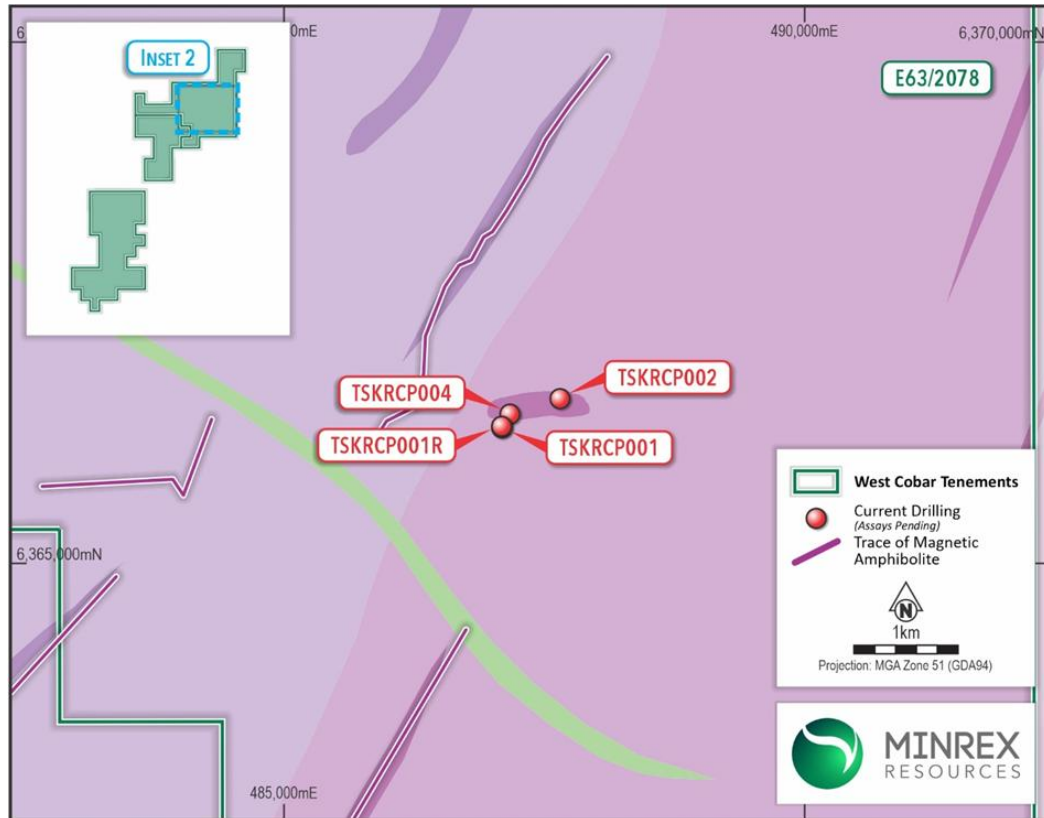 6
0mE
490,000mE
6,370,000mN
INSET 2
E63/2078
TSKRCP002
TSKRCP004
TSKRCP001R
TSKRCP001
West Cobar Tenements
Current Drilling
(Assays Pending)
Trace of Magnetic
Amphibolite
N
1km
Projection: MGA Zone 51 (GDA94)
6,365,000mN
485,000mE
MINREX
RESOURCES